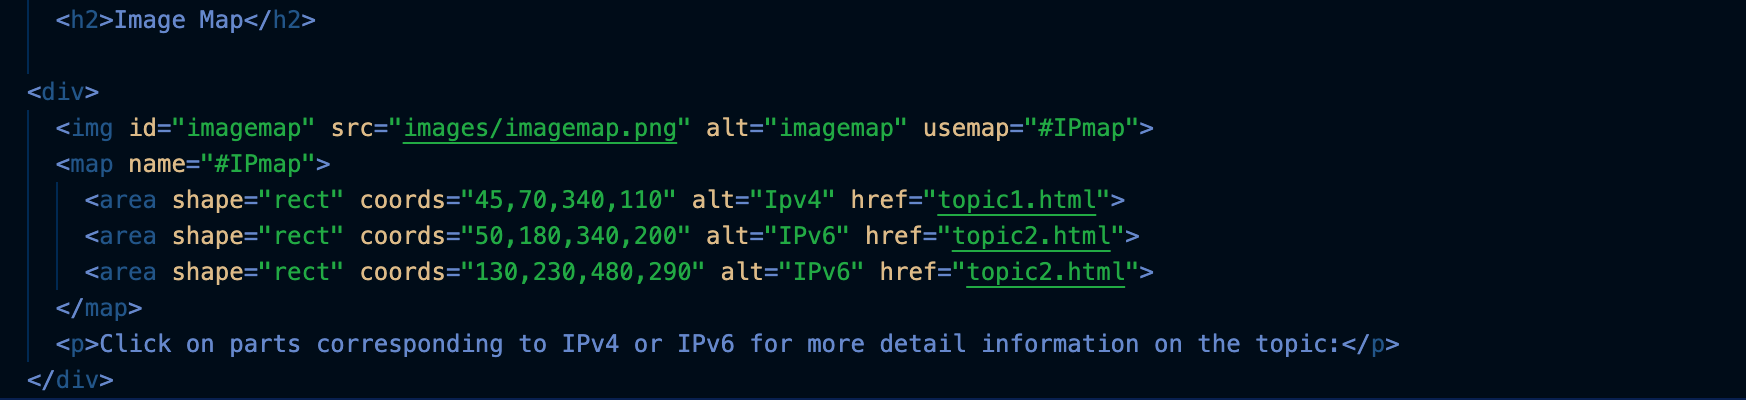 <h2>Image Map</h2>
<div>
<img id="imagemap" src="images/imagemap.png" alt="imagemap" usemap="#IPmap">
<map name="#IPmap">
<area shape="rect" coords="45,70,340,110" alt="Ipv4" href="topic1.html">
<area shape="rect" coords="50,180,340,200" alt="IPv6" href="topic2.html">
<area shape="rect" coords="130,230,480,290" alt="IPv6" href="topic2.html">
</map>
<p>Click on parts corresponding to IPv4 or IPv6 for more detail information on the topic:</p>
</div>